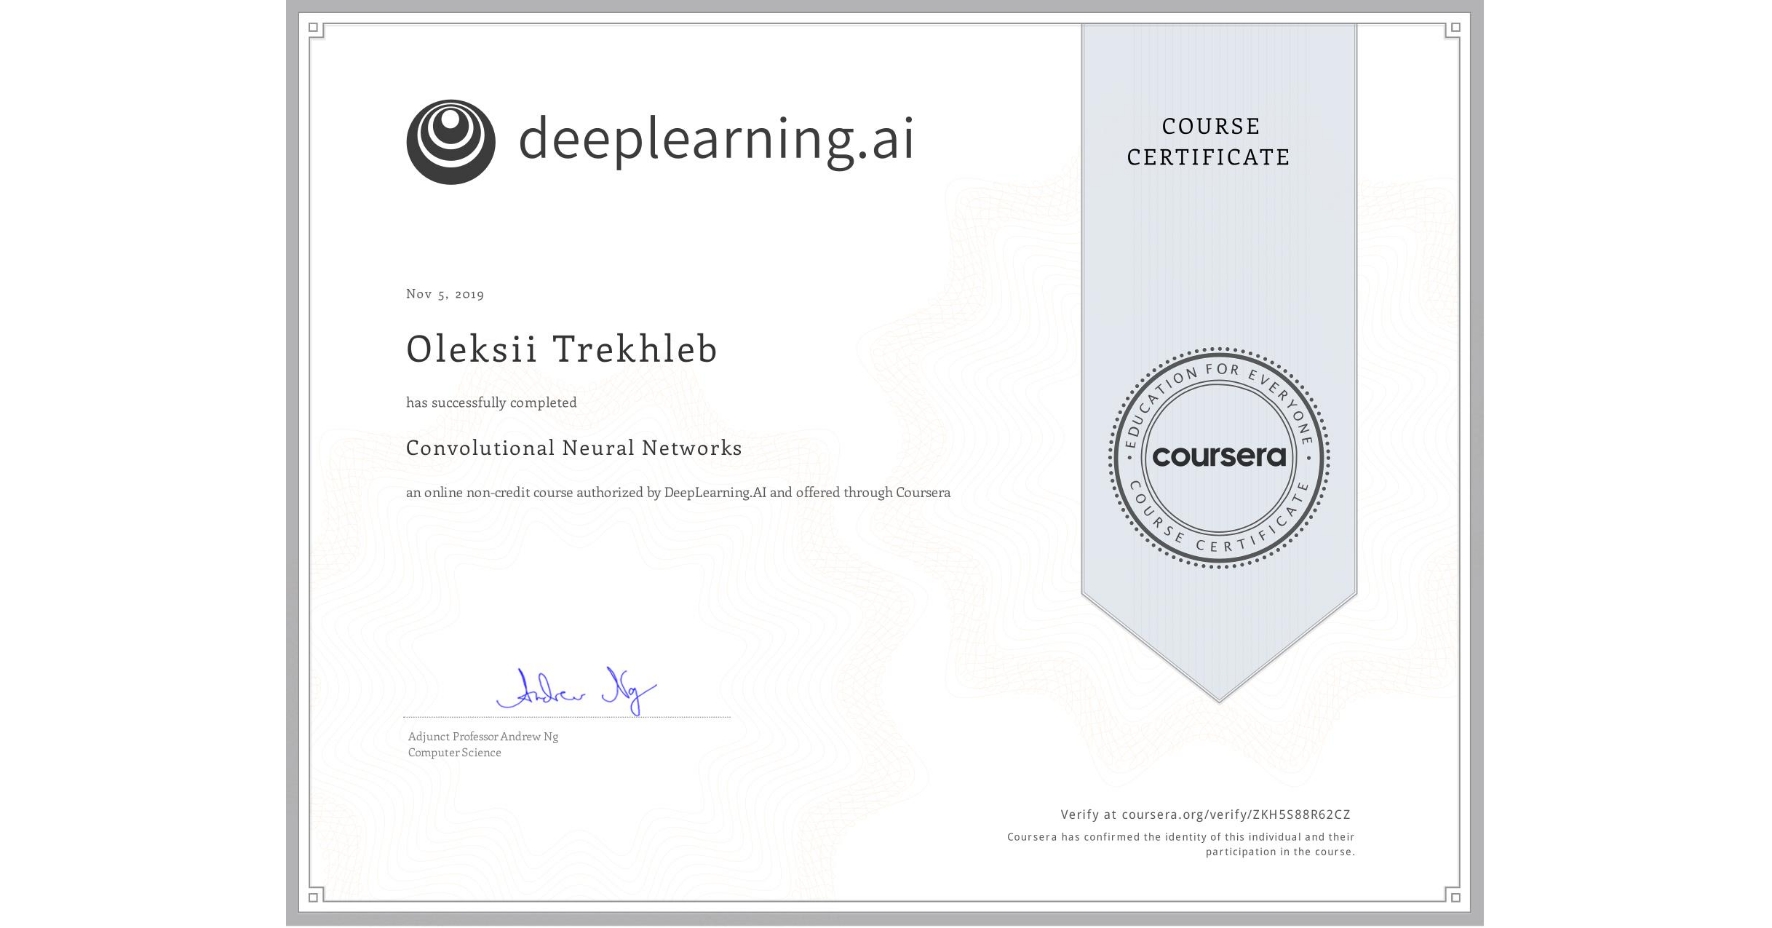 deeplearning.ai
COURSE
CERTIFICATE
Nov 5, 2019
Oleksii Trekhleb
has successfully completed
Convolutional Neural Networks
an online non-credit course authorized by DeepLearning.AI and offered through Coursera
EDUCATION FOR EVERYONE
coursera
COURSE CERTIFICATE
Andrew Ng
Adjunct Professor Andrew Ng
Computer Science
Verify at coursera.org/verify/ZKH5S88R62CZ
Coursera has confirmed the identity of this individual and their
participation in the course.